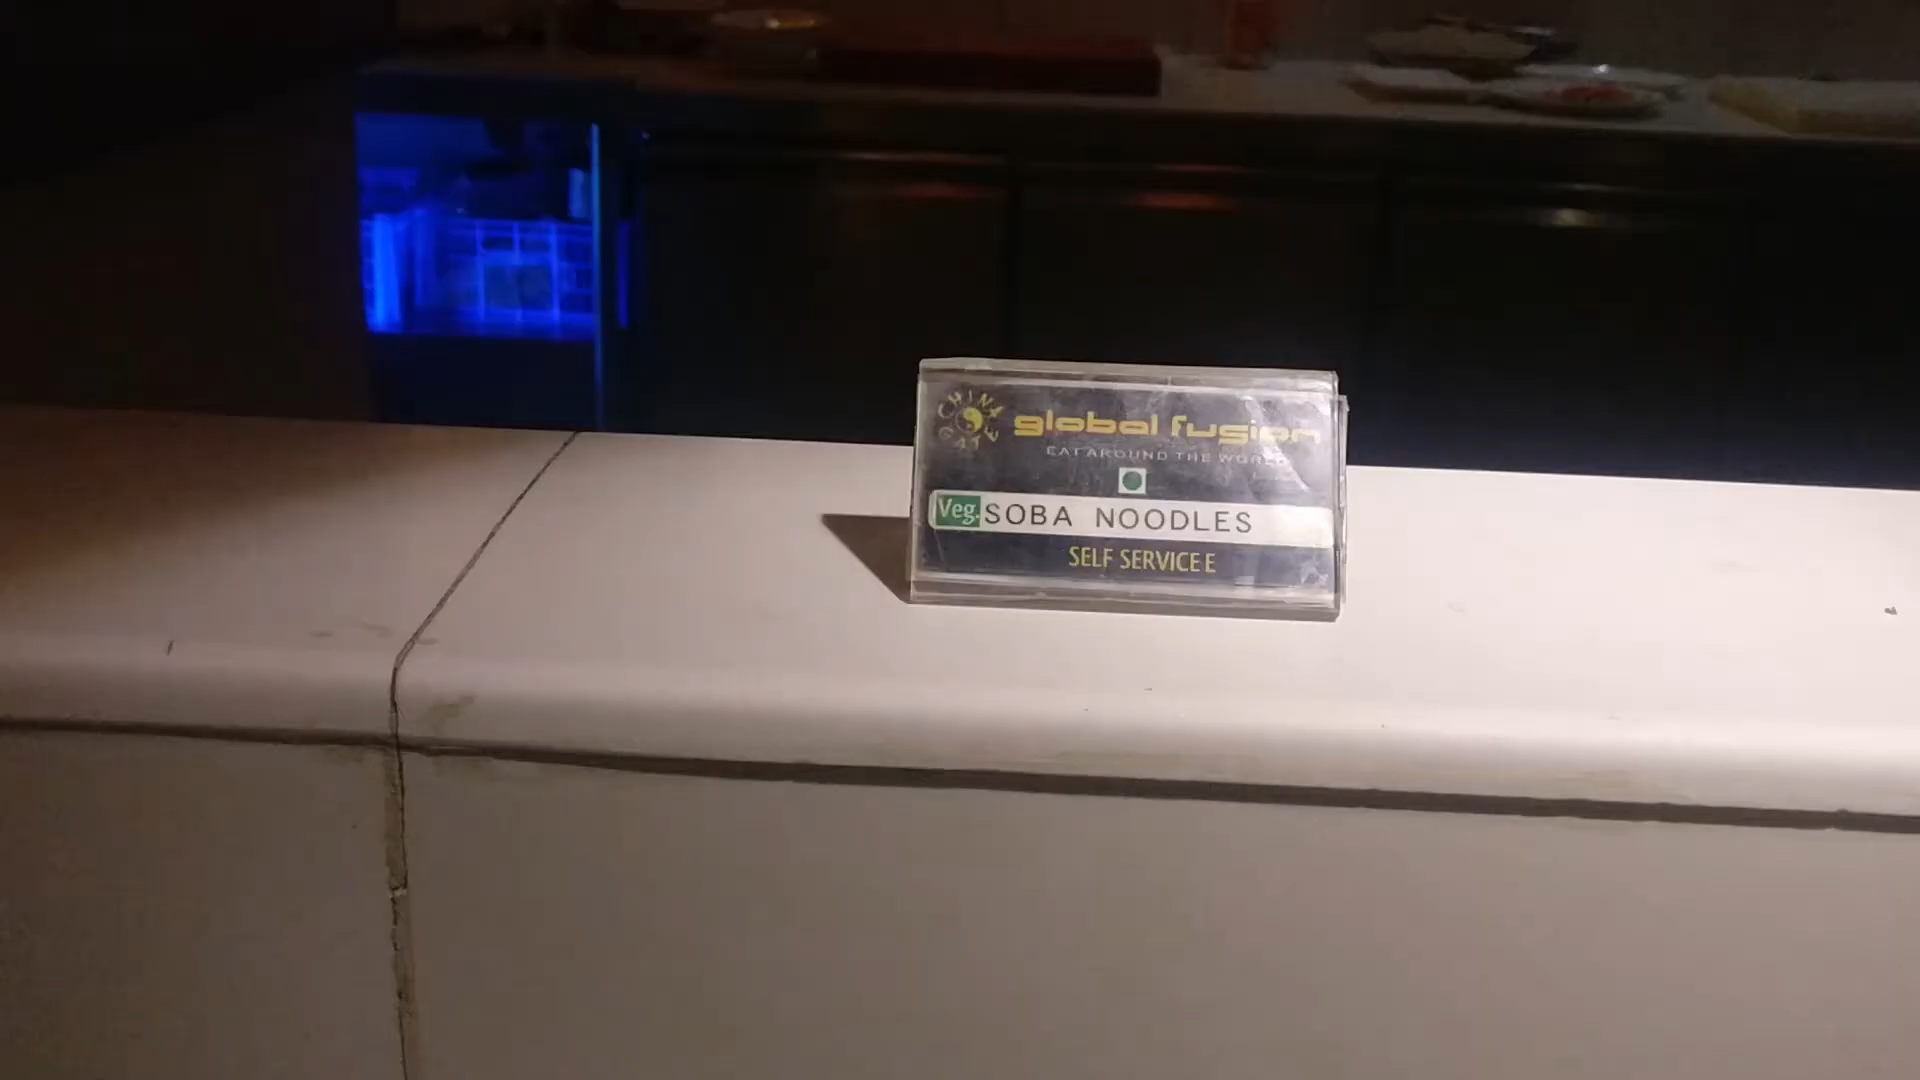 CHINA GATE
global fusion
EAT AROUND THE WORLD
Veg. SOBA NOODLES
SELF SERVICE E